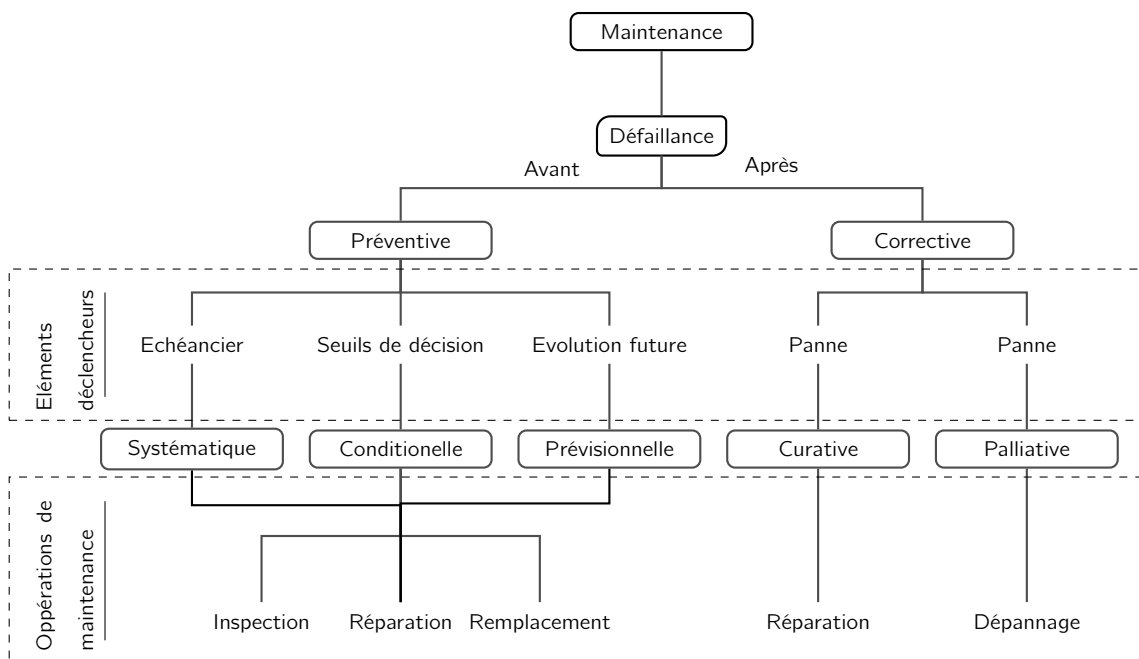 Maintenance
Défaillance
Avant
Après
Préventive
Corrective
Eléments
déclencheurs
Echéancier
Seuils de décision
Evolution future
Panne
Panne
Systématique
Conditionelle
Prévisionnelle
Curative
Palliative
Oppérations de
maintenance
Inspection
Réparation
Remplacement
Réparation
Dépannage